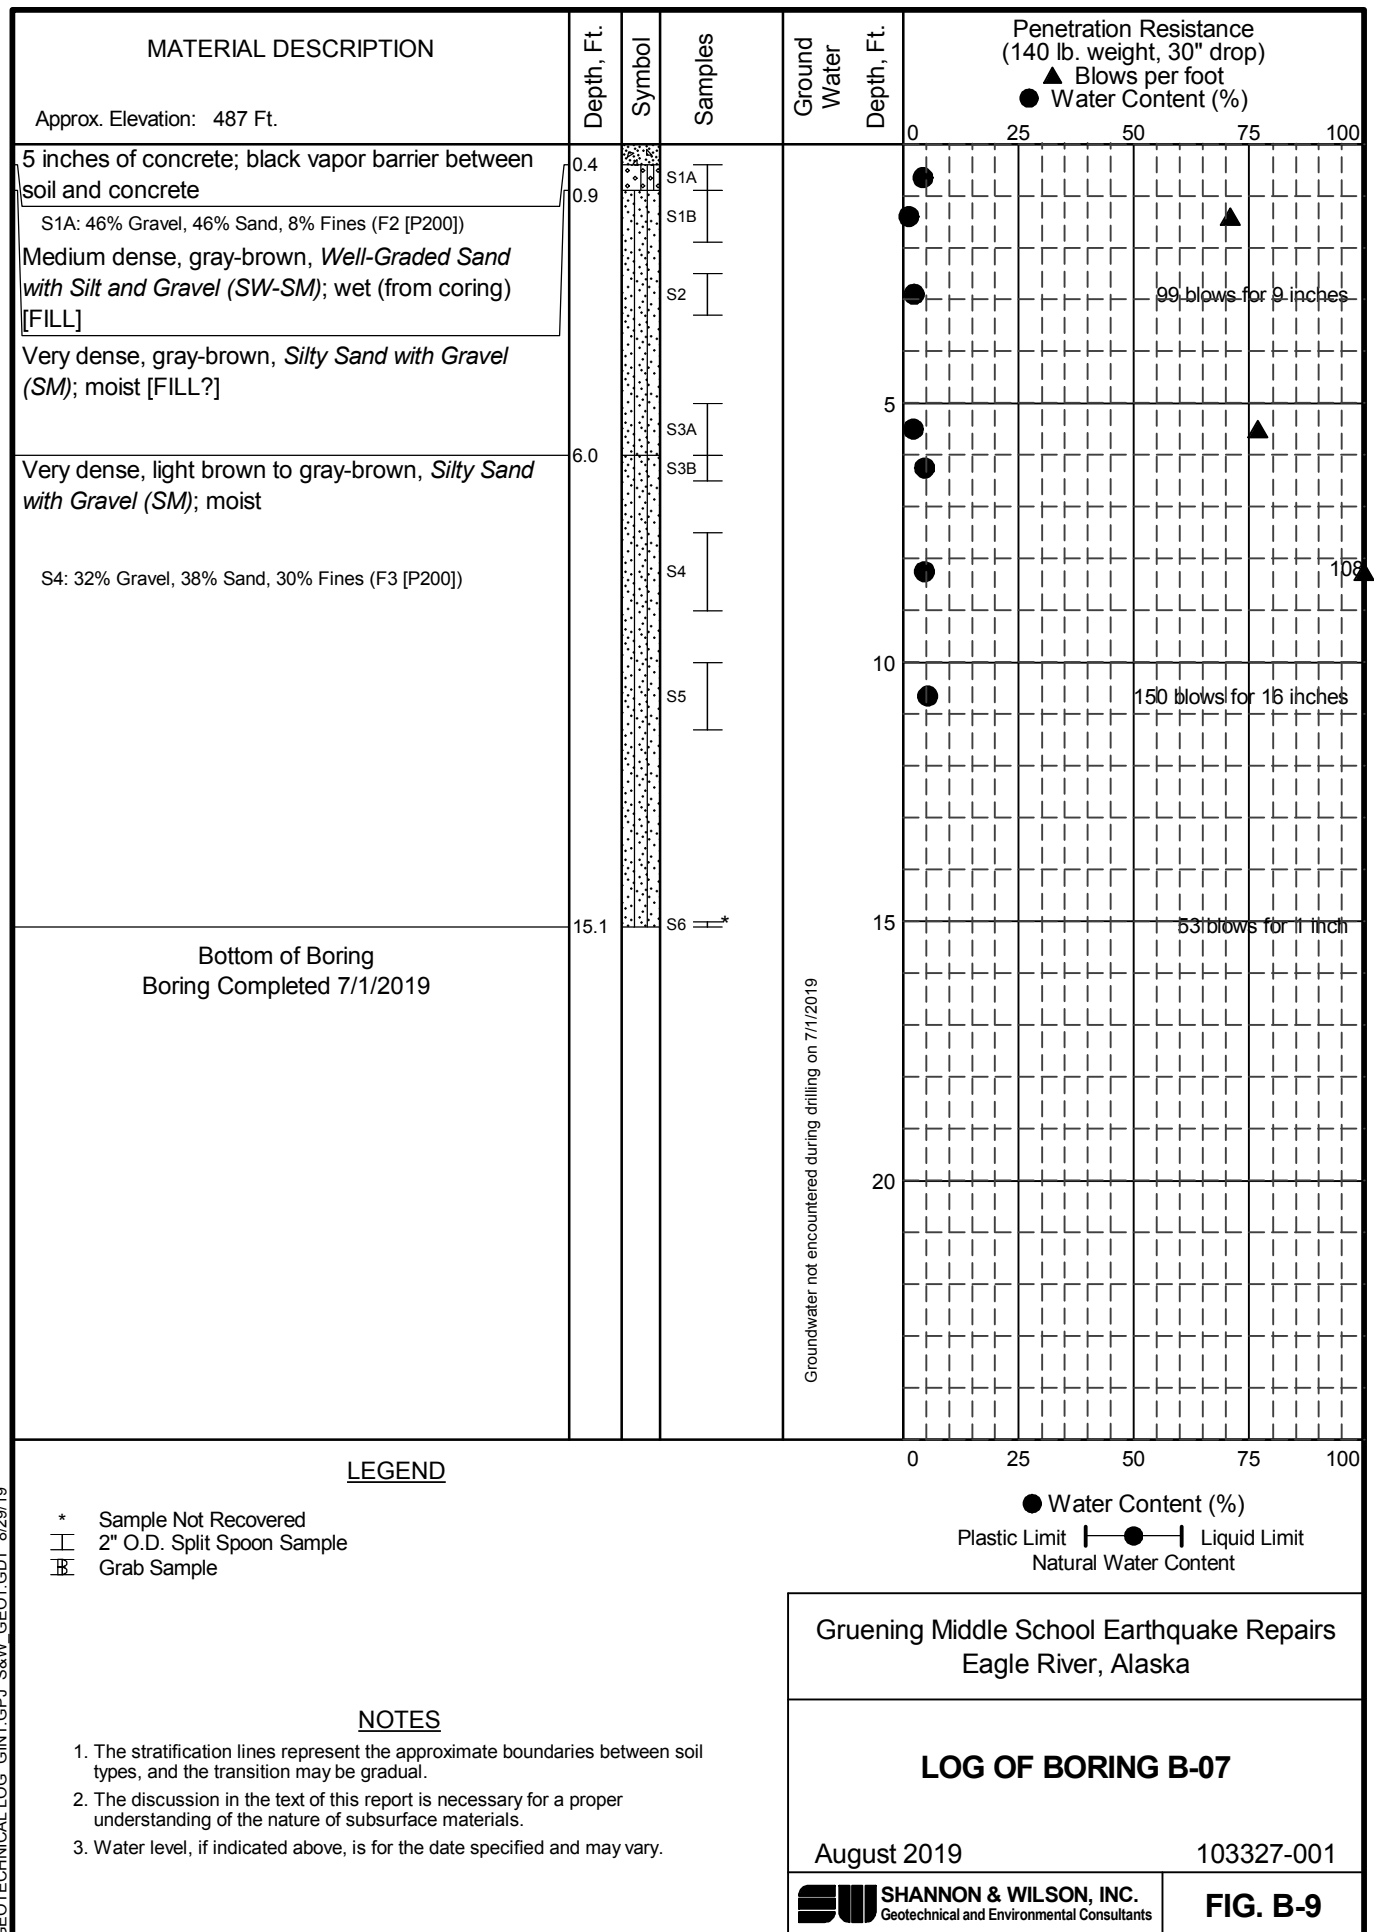 MATERIAL DESCRIPTION
Approx. Elevation: 487 Ft.
Depth, Ft.
Symbol
Samples
Ground
Water
Depth, Ft.
Penetration Resistance
(140 lb. weight, 30" drop)
▲ Blows per foot
● Water Content (%)
0 25 50 75 100
5 inches of concrete; black vapor barrier between
soil and concrete
0.4
0.9
S1A
S1B
S1A: 46% Gravel, 46% Sand, 8% Fines (F2 [P200])
Medium dense, gray-brown, Well-Graded Sand
with Silt and Gravel (SW-SM); wet (from coring)
[FILL]
S2
99 blows for 9 inches
Very dense, gray-brown, Silty Sand with Gravel
(SM); moist [FILL?]
5
S3A
6.0
S3B
Very dense, light brown to gray-brown, Silty Sand
with Gravel (SM); moist
S4: 32% Gravel, 38% Sand, 30% Fines (F3 [P200])
S4
108
10
S5
150 blows for 16 inches
15.1
S6
*
15
53 blows for 1 inch
Bottom of Boring
Boring Completed 7/1/2019
Groundwater not encountered during drilling on 7/1/2019
20
0 25 50 75 100
LEGEND
* Sample Not Recovered
2" O.D. Split Spoon Sample
B Grab Sample
● Water Content (%)
Plastic Limit Liquid Limit
Natural Water Content
NOTES
1. The stratification lines represent the approximate boundaries between soil
types, and the transition may be gradual.
2. The discussion in the text of this report is necessary for a proper
understanding of the nature of subsurface materials.
3. Water level, if indicated above, is for the date specified and may vary.
Gruening Middle School Earthquake Repairs
Eagle River, Alaska
LOG OF BORING B-07
August 2019 103327-001
SHANNON & WILSON, INC.
Geotechnical and Environmental Consultants
FIG. B-9
GEOTECHNICAL LOG GINT.GPJ S&W_GEOT.GDT 8/29/19